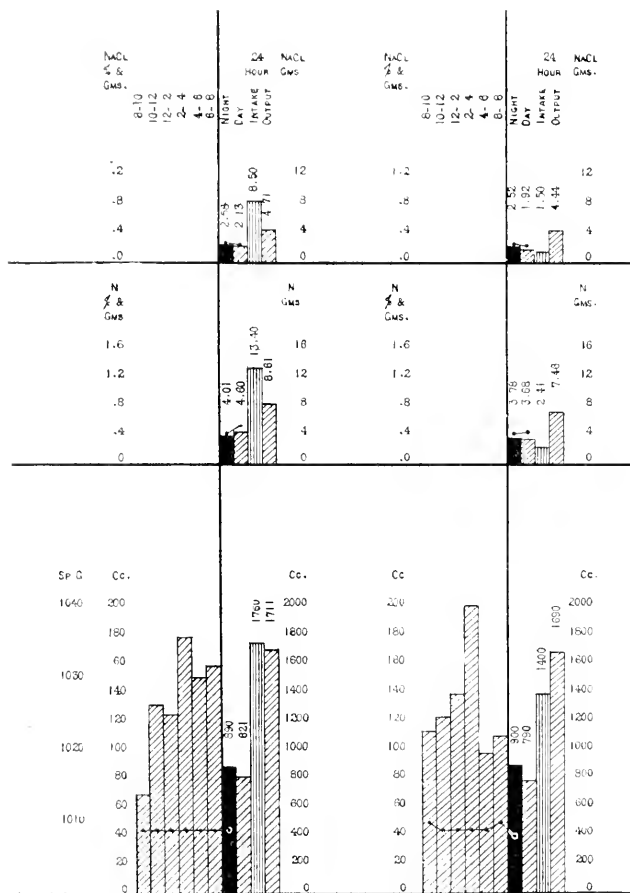 NaCl 24 NaCl NaCl 24 NaCl
% & Hour Gms % & Hour Gms.
Gms. Gms.
8-10 10-12 12-2 2-4 4-6 6-8 Night Day Intake Output
8-10 10-12 12-2 2-4 4-6 6-8 Night Day Intake Output
1.2 12 1.2 12
.8 2.58 2.13 8.50 4.71 8 .8 2.52 1.92 1.50 4.44 8
.4 4 .4 4
.0 0 .0 0
N N N N
% & Gms % & Gms.
Gms Gms.
1.6 16 1.6 16
1.2 13.40 12 1.2 12
.8 4.01 4.60 8.61 8 .8 3.78 3.68 2.41 7.46 8
.4 4 .4 4
0 0 .0 0
Sp G Cc. Cc. Cc Cc.
1040 200 1760 1711 2000 200 2000
180 1800 180 1690 1800
60 1600 160 1600
1030 140 1400 140 1400 1400
120 1200 120 1200
1020 100 890 821 1000 100 900 790 1000
80 800 80 800
60 600 60 600
1010 40 400 40 400
20 200 20 200
0 0 0 0